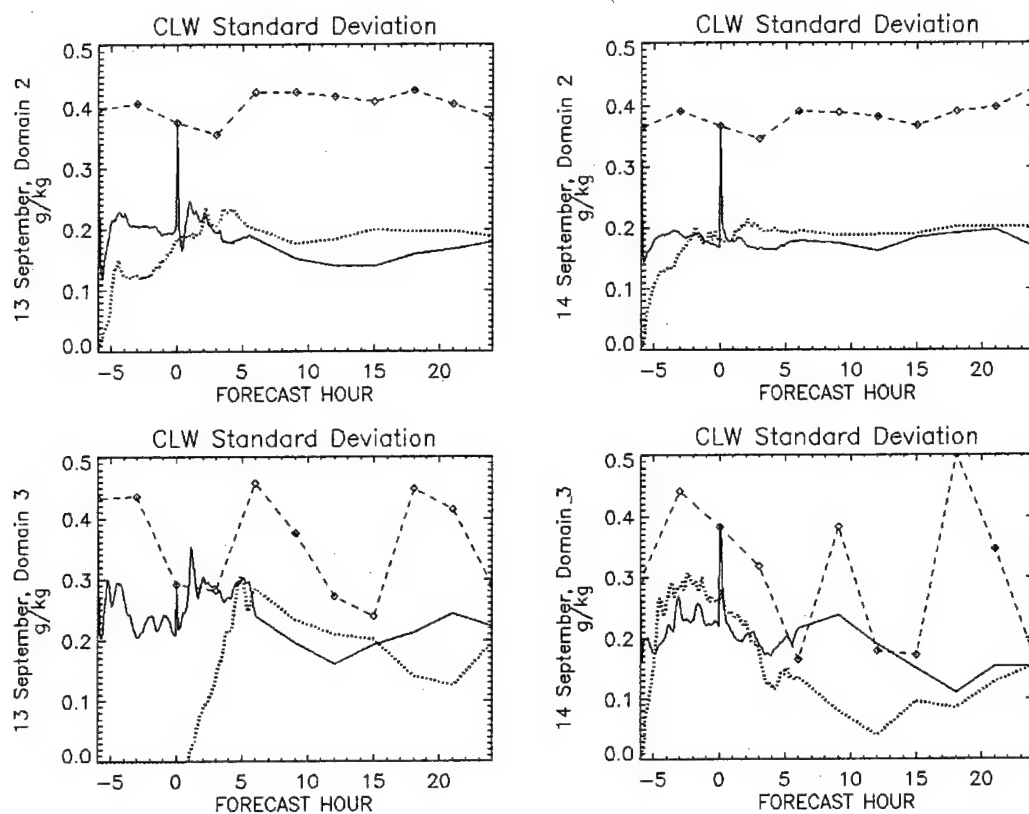 CLW Standard Deviation
13 September, Domain 2
g/kg
0.5
0.4
0.3
0.2
0.1
0.0
−5 0 5 10 15 20
FORECAST HOUR
CLW Standard Deviation
14 September, Domain 2
g/kg
0.5
0.4
0.3
0.2
0.1
0.0
−5 0 5 10 15 20
FORECAST HOUR
CLW Standard Deviation
13 September, Domain 3
g/kg
0.5
0.4
0.3
0.2
0.1
0.0
−5 0 5 10 15 20
FORECAST HOUR
CLW Standard Deviation
14 September, Domain 3
g/kg
0.5
0.4
0.3
0.2
0.1
0.0
−5 0 5 10 15 20
FORECAST HOUR